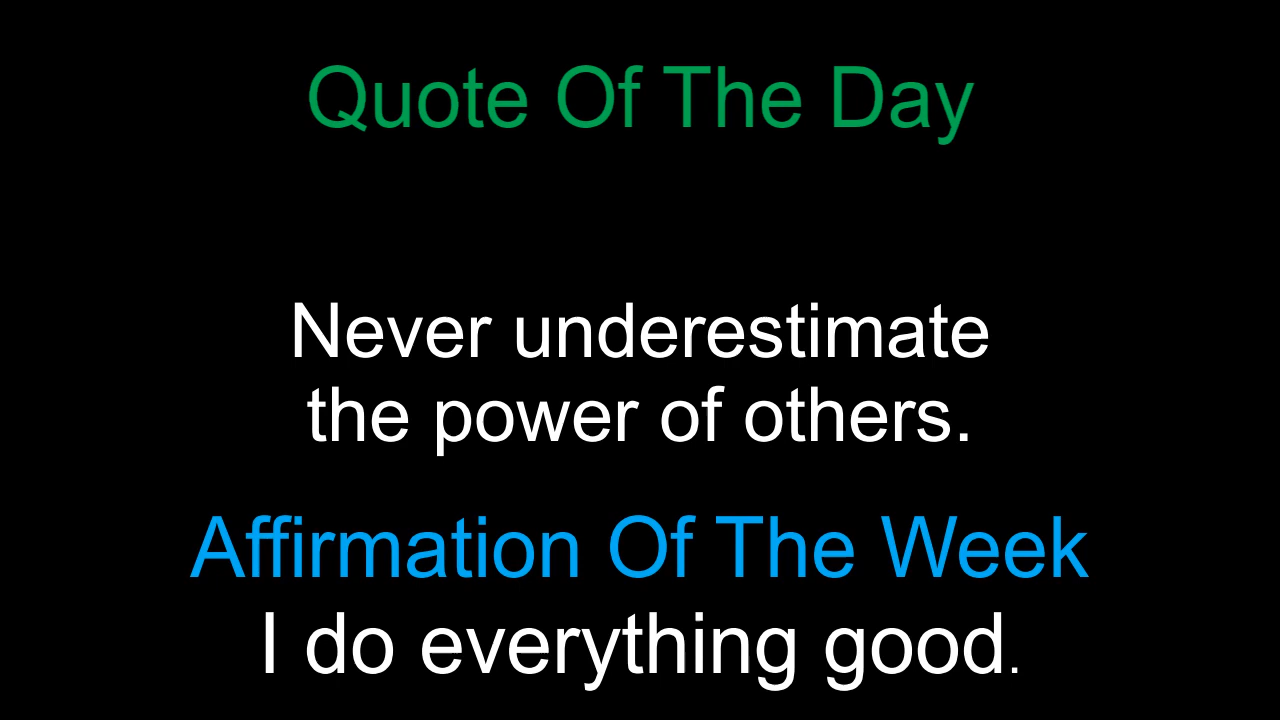 Quote Of The Day
Never underestimate
the power of others.
Affirmation Of The Week
I do everything good.